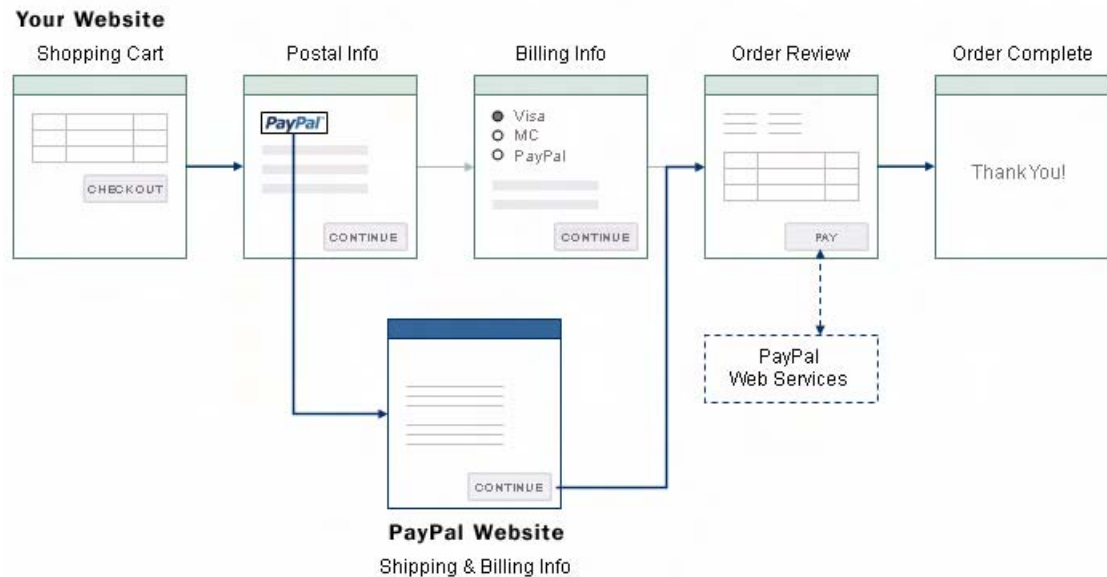 Your Website
Shopping Cart
Postal Info
Billing Info
Order Review
Order Complete
CHECKOUT
PayPal
CONTINUE
Visa
MC
PayPal
CONTINUE
PAY
Thank You!
PayPal
Web Services
CONTINUE
PayPal Website
Shipping & Billing Info